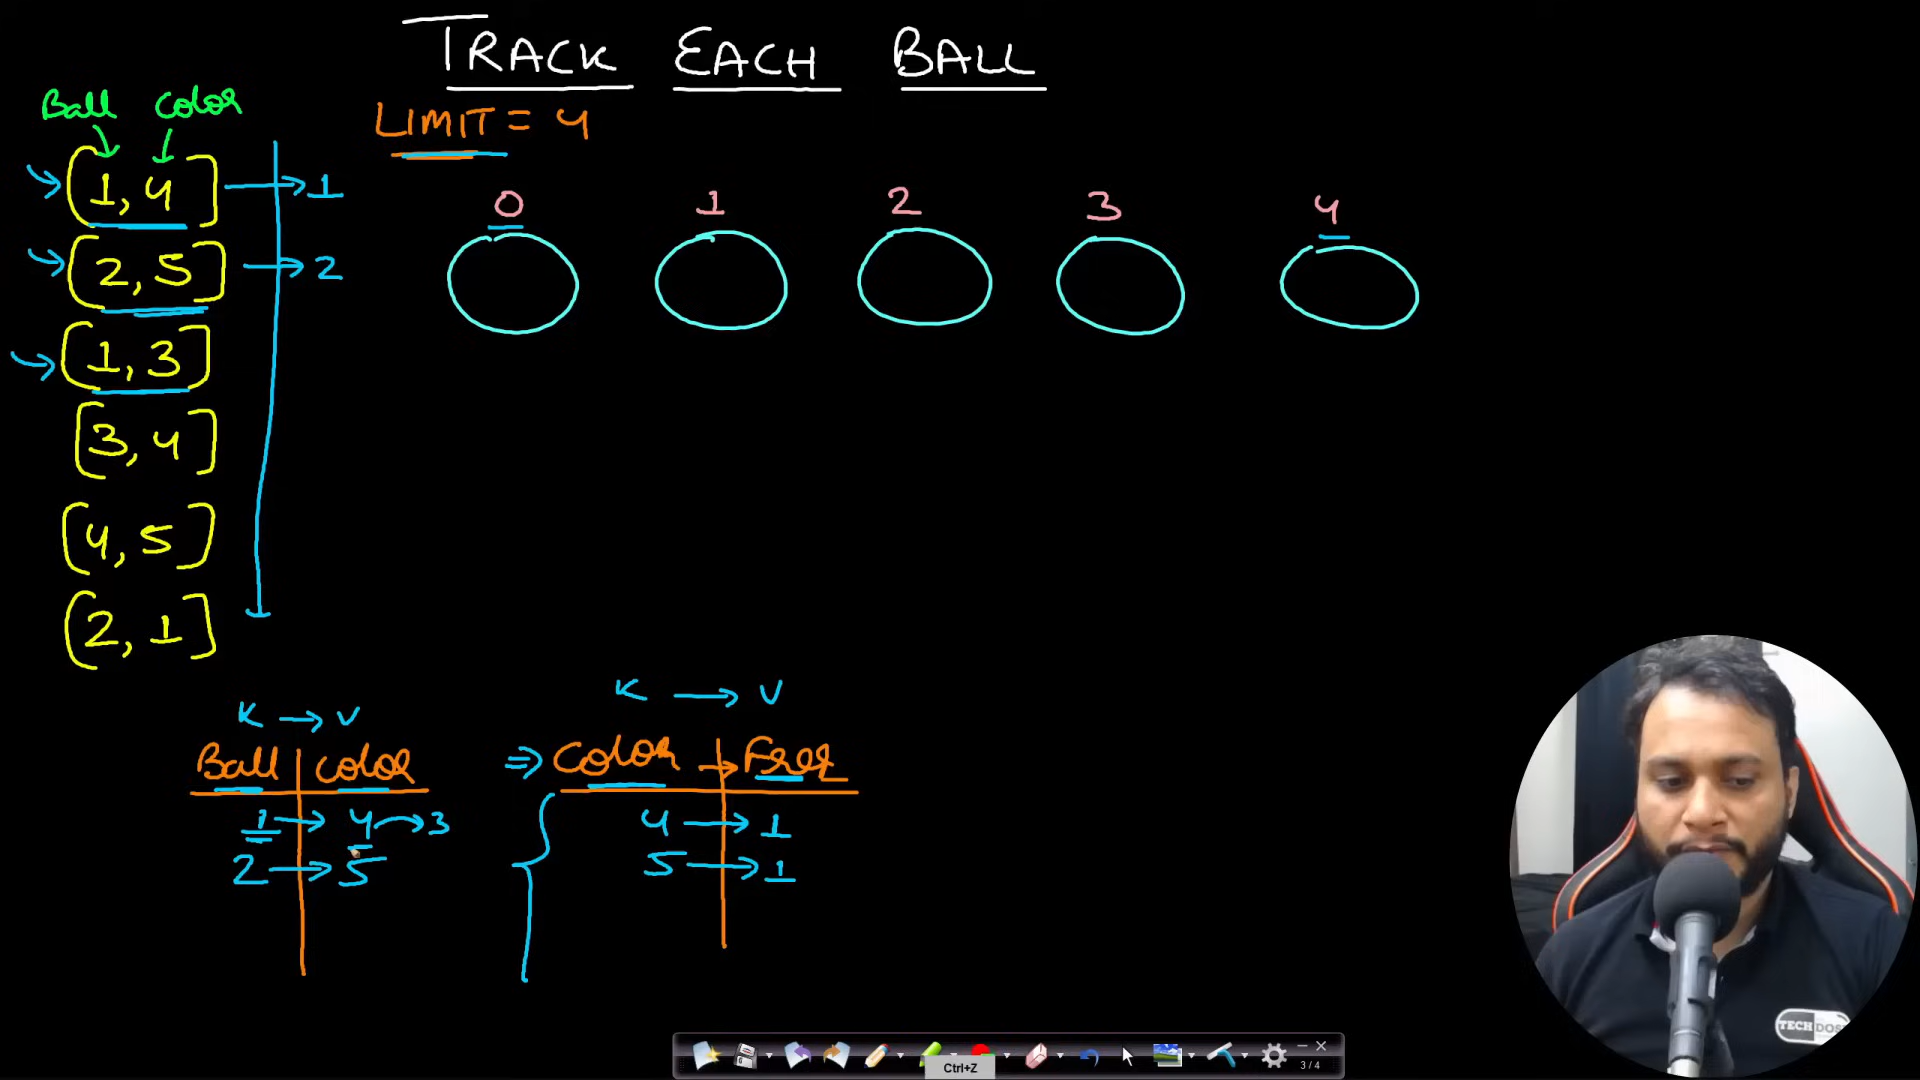 TRACK EACH BALL
Ball Color
LIMIT = 4
[1, 4] → 1
0 1 2 3 4
[2, 5] → 2
[1, 3]
[3, 4]
[4, 5]
[2, 1]
K → V
K → V
Ball | Color
⇒ Color → Freq
1 → 4 → 3
4 → 1
2 → 5
5 → 1
TECH DOS
3/4
Ctrl+Z